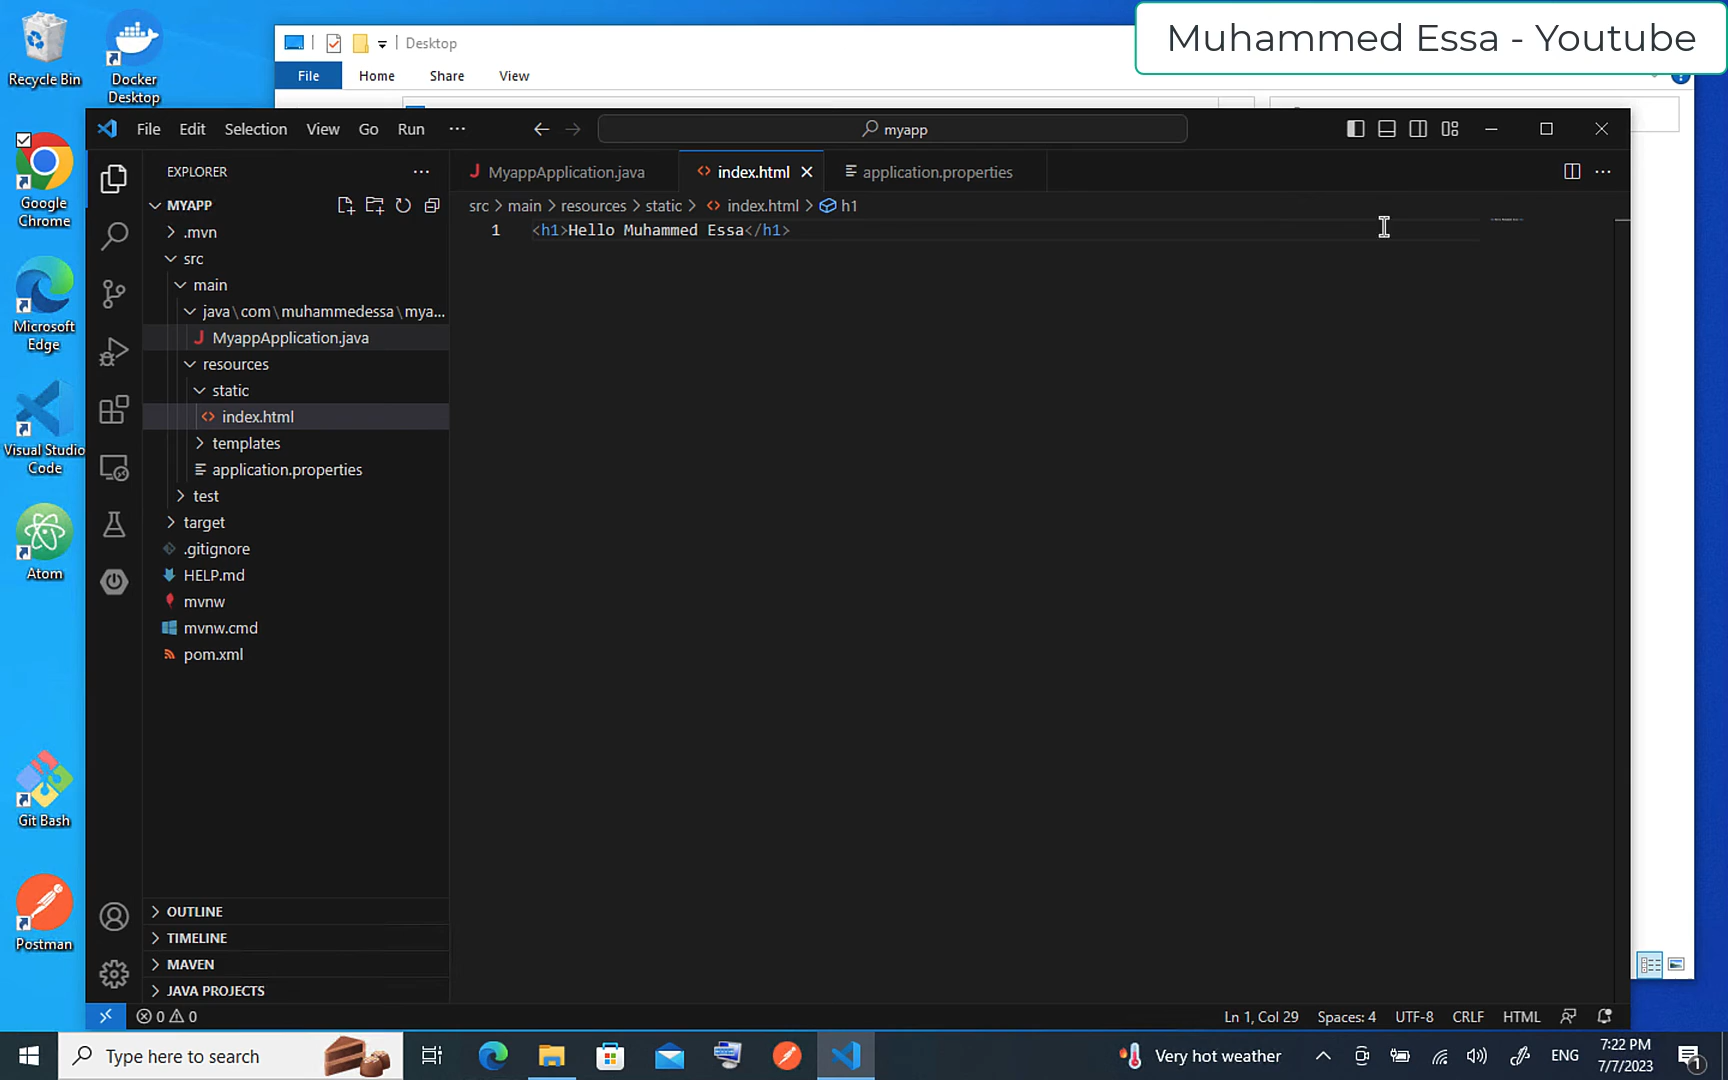 Muhammed Essa - Youtube
Recycle Bin
Docker
Desktop
Google
Chrome
Microsoft
Edge
Visual Studio
Code
Atom
Git Bash
Postman
Desktop
File Home Share View
File Edit Selection View Go Run ···
myapp
EXPLORER
MyappApplication.java
index.html
application.properties
MYAPP
src > main > resources > static > index.html > h1
1 <h1>Hello Muhammed Essa</h1>
.mvn
src
main
java\com\muhammedessa\mya...
MyappApplication.java
resources
static
index.html
templates
application.properties
test
target
.gitignore
HELP.md
mvnw
mvnw.cmd
pom.xml
OUTLINE
TIMELINE
MAVEN
JAVA PROJECTS
0 0
Ln 1, Col 29 Spaces: 4 UTF-8 CRLF HTML
Type here to search
Very hot weather
ENG
7:22 PM
7/7/2023
1